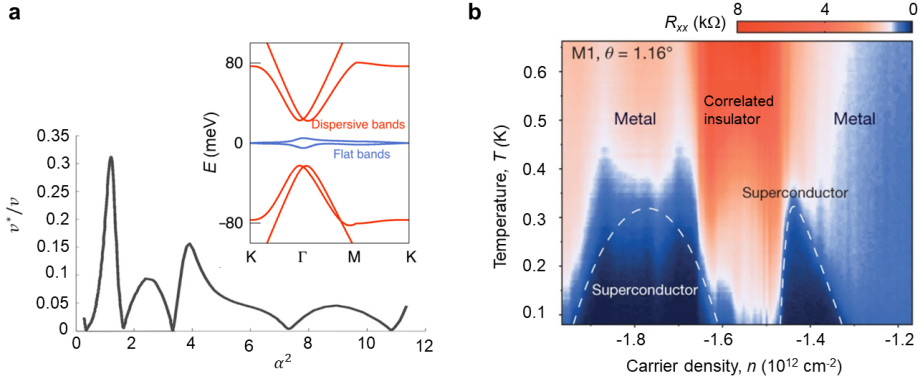 a
80
0
-80
E (meV)
Dispersive bands
Flat bands
K
Γ
M
K
0.35
0.3
0.25
0.2
0.15
0.1
0.05
0
v*/v
0
2
4
6
8
10
12
α²
b
Rxx (kΩ)
8
4
0
M1, θ = 1.16°
Metal
Correlated
insulator
Metal
Superconductor
Superconductor
0.6
0.5
0.4
0.3
0.2
0.1
Temperature, T (K)
-1.8
-1.6
-1.4
-1.2
Carrier density, n (10¹² cm⁻²)